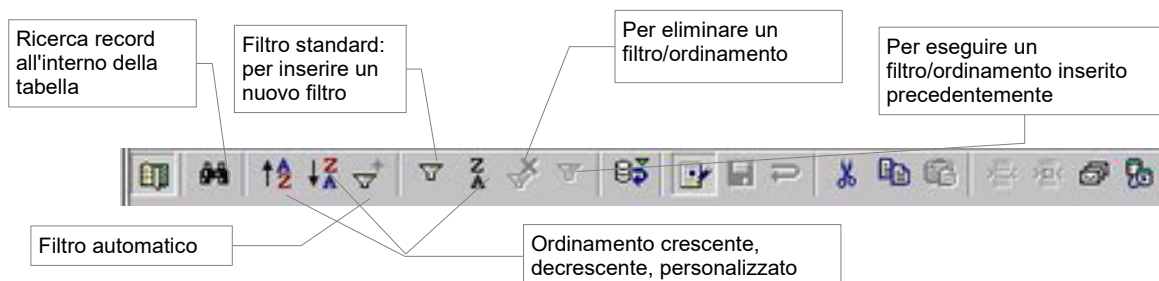 Ricerca record
all'interno della
tabella
Filtro standard:
per inserire un
nuovo filtro
Per eliminare un
filtro/ordinamento
Per eseguire un
filtro/ordinamento inserito
precedentemente
A
Z
Z
A
Z
A
Filtro automatico
Ordinamento crescente,
decrescente, personalizzato